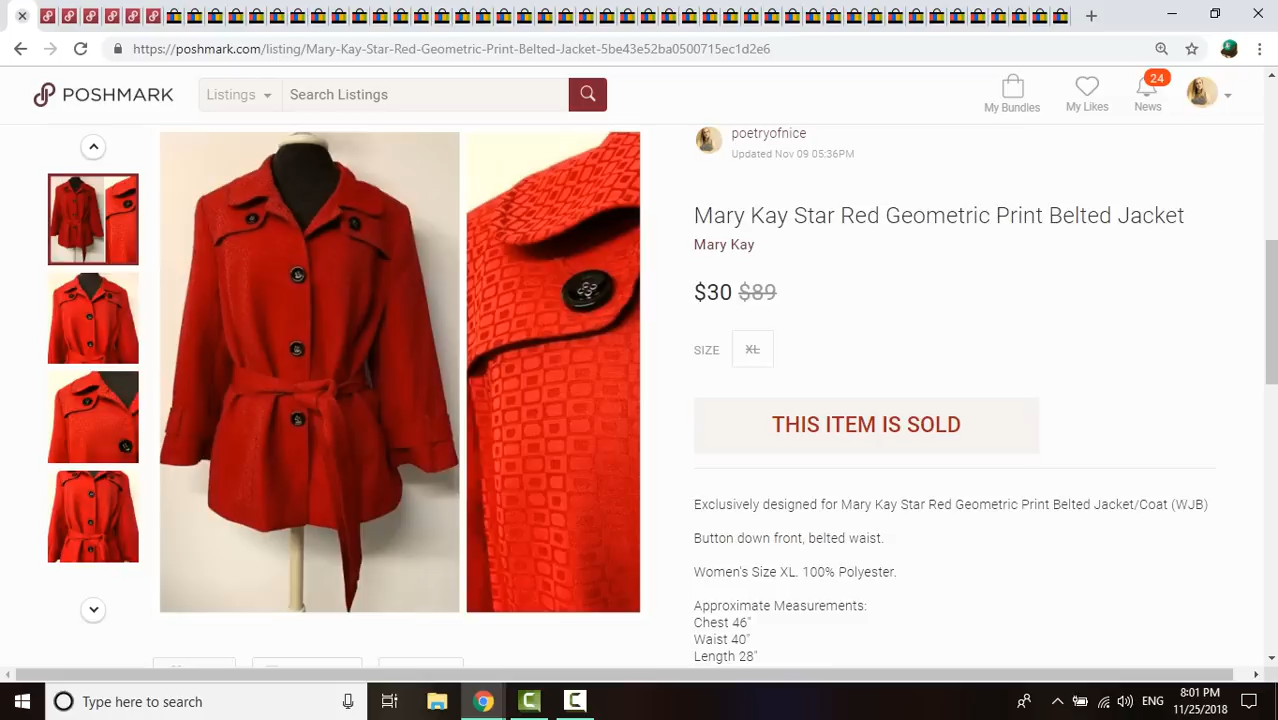 https://poshmark.com/listing/Mary-Kay-Star-Red-Geometric-Print-Belted-Jacket-5be43e52ba0500715ec1d2e6
POSHMARK
Listings
Search Listings
24
My Bundles
My Likes
News
poetryofnice
Updated Nov 09 05:36PM
Mary Kay Star Red Geometric Print Belted Jacket
Mary Kay
$30 $89
SIZE XL
THIS ITEM IS SOLD
Exclusively designed for Mary Kay Star Red Geometric Print Belted Jacket/Coat (WJB)
Button down front, belted waist.
Women's Size XL. 100% Polyester.
Approximate Measurements:
Chest 46"
Waist 40"
Length 28"
Type here to search
ENG
8:01 PM
11/25/2018